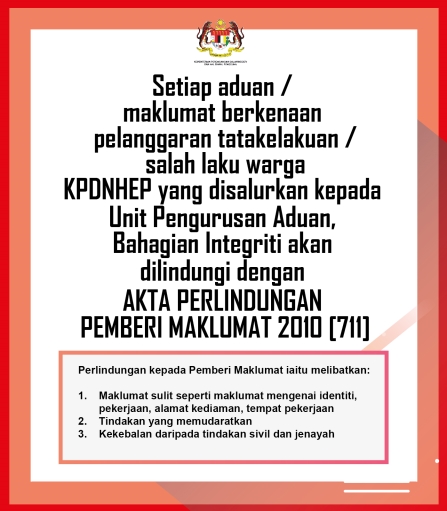 Setiap aduan /
maklumat berkenaan
pelanggaran tatakelakuan /
salah laku warga
KPDNHEP yang disalurkan kepada
Unit Pengurusan Aduan,
Bahagian Integriti akan
dilindungi dengan
AKTA PERLINDUNGAN
PEMBERI MAKLUMAT 2010 [711]
Perlindungan kepada Pemberi Maklumat iaitu melibatkan:
1. Maklumat sulit seperti maklumat mengenai identiti,
pekerjaan, alamat kediaman, tempat pekerjaan
2. Tindakan yang memudaratkan
3. Kekebalan daripada tindakan sivil dan jenayah